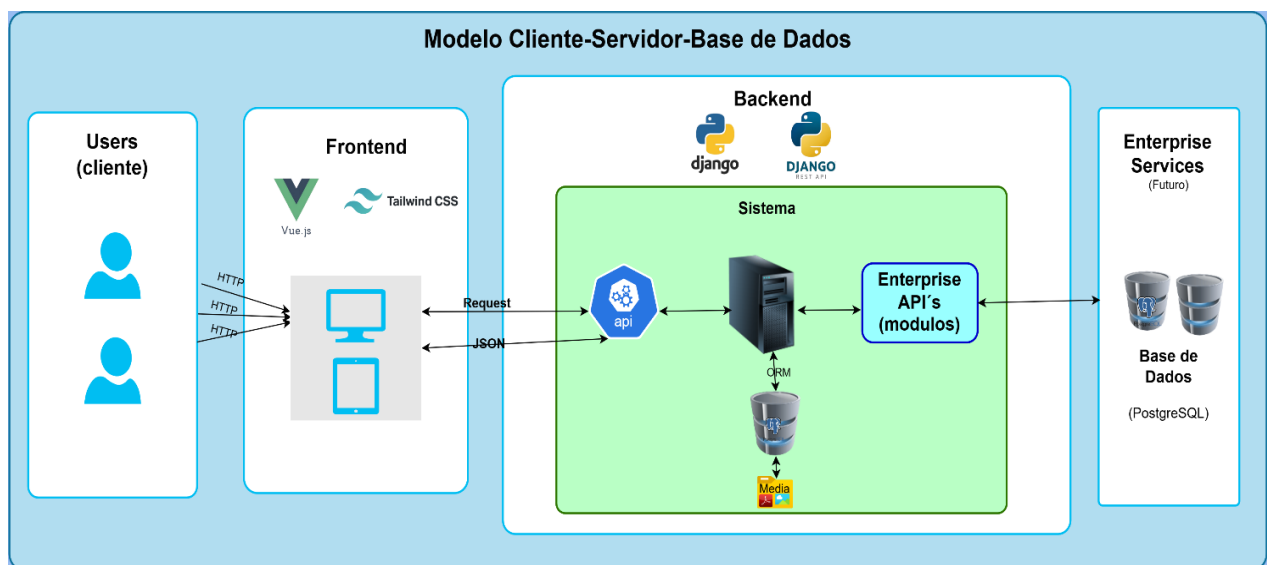 Modelo Cliente-Servidor-Base de Dados
Users
(cliente)
HTTP
HTTP
HTTP
Frontend
Vue.js
Tailwind CSS
Request
JSON
Backend
django
DJANGO
REST API
Sistema
api
ORM
Media
Enterprise
API´s
(modulos)
Enterprise
Services
(Futuro)
Base de
Dados
(PostgreSQL)